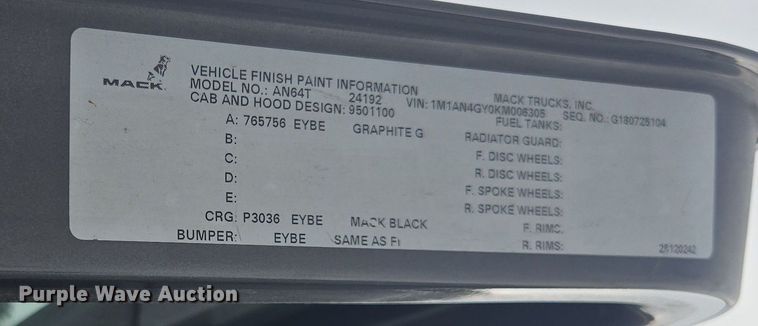 MACK
VEHICLE FINISH PAINT INFORMATION MACK TRUCKS, INC.
MODEL NO.: AN64T 24192 VIN: 1M1AN4GY0KM006305 SEQ. NO.: G180725104
CAB AND HOOD DESIGN: 9501100 FUEL TANKS:
A: 765756 EYBE GRAPHITE G RADIATOR GUARD:
B: F. DISC WHEELS:
C: R. DISC WHEELS:
D: F. SPOKE WHEELS:
E: R. SPOKE WHEELS:
CRG: P3036 EYBE MACK BLACK F. RIMC.
BUMPER: EYBE SAME AS R. RIMS: 25120242
Purple Wave Auction